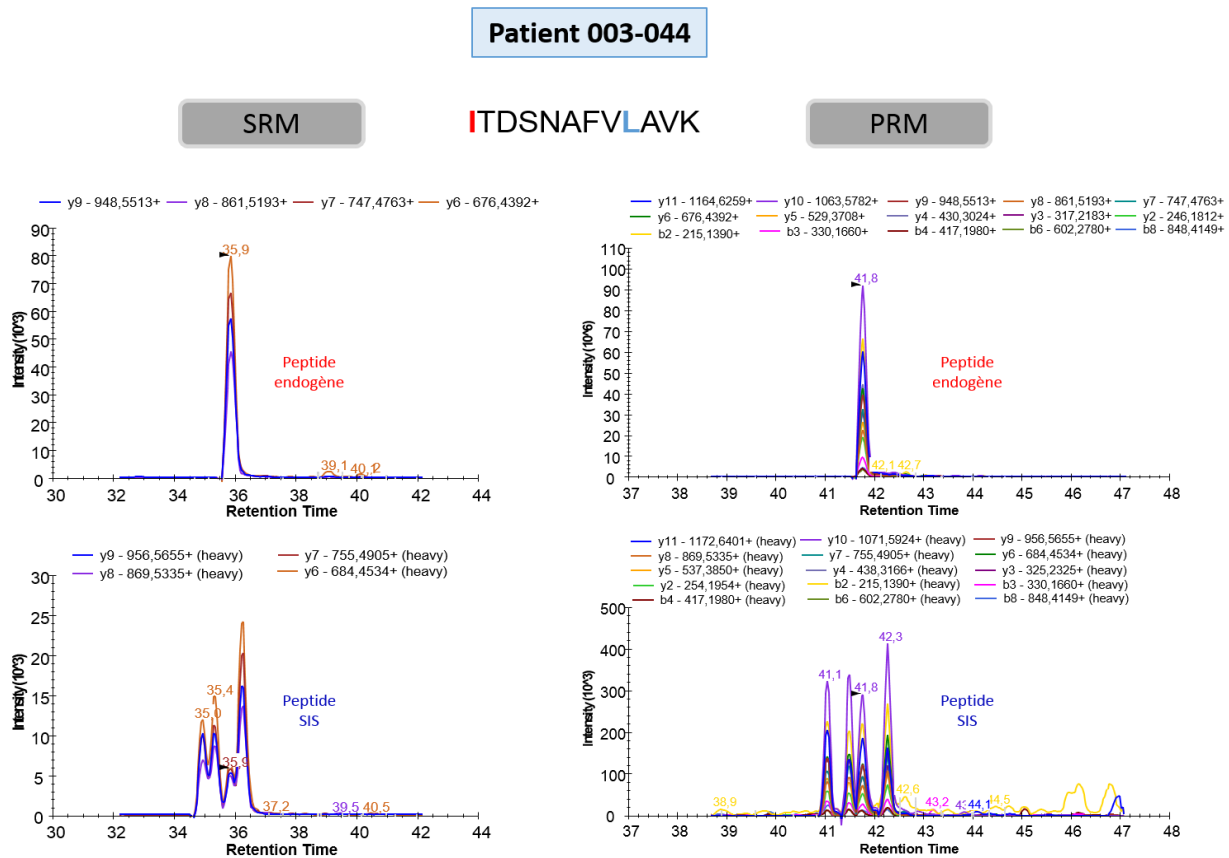 Patient 003-044
SRM
ITDSNAFVLAVK
PRM
y9 - 948,5513+ y8 - 861,5193+ y7 - 747,4763+ y6 - 676,4392+
90
80
70
60
50
40
30
20
10
0
Intensity (10^3)
35,9
39,1
40,1
2
Peptide
endogène
30 32 34 36 38 40 42 44
Retention Time
y11 - 1164,6259+ y10 - 1063,5782+ y9 - 948,5513+ y8 - 861,5193+ y7 - 747,4763+
y6 - 676,4392+ y5 - 529,3708+ y4 - 430,3024+ y3 - 317,2183+ y2 - 246,1812+
b2 - 215,1390+ b3 - 330,1660+ b4 - 417,1980+ b6 - 602,2780+ b8 - 848,4149+
110
100
90
80
70
60
50
40
30
20
10
0
Intensity (10^6)
41,8
42,1
42,7
Peptide
endogène
37 38 39 40 41 42 43 44 45 46 47 48
Retention Time
y9 - 956,5655+ (heavy) y7 - 755,4905+ (heavy)
y8 - 869,5335+ (heavy) y6 - 684,4534+ (heavy)
30
25
20
15
10
5
0
Intensity (10^3)
35,0
35,4
35,9
37,2
39,5
40,5
Peptide
SIS
30 32 34 36 38 40 42 44
Retention Time
y11 - 1172,6401+ (heavy) y10 - 1071,5924+ (heavy) y9 - 956,5655+ (heavy)
y8 - 869,5335+ (heavy) y7 - 755,4905+ (heavy) y6 - 684,4534+ (heavy)
y5 - 537,3850+ (heavy) y4 - 438,3166+ (heavy) y3 - 325,2325+ (heavy)
y2 - 254,1954+ (heavy) b2 - 215,1390+ (heavy) b3 - 330,1660+ (heavy)
b4 - 417,1980+ (heavy) b6 - 602,2780+ (heavy) b8 - 848,4149+ (heavy)
500
400
300
200
100
0
Intensity (10^3)
38,9
41,1
41,8
42,3
42,6
43,2
44,1
Peptide
SIS
37 38 39 40 41 42 43 44 45 46 47 48
Retention Time